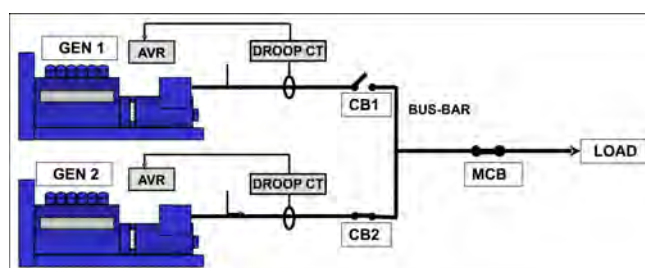 GEN 1
AVR
DROOP CT
CB1
BUS-BAR
MCB
LOAD
GEN 2
AVR
DROOP CT
CB2